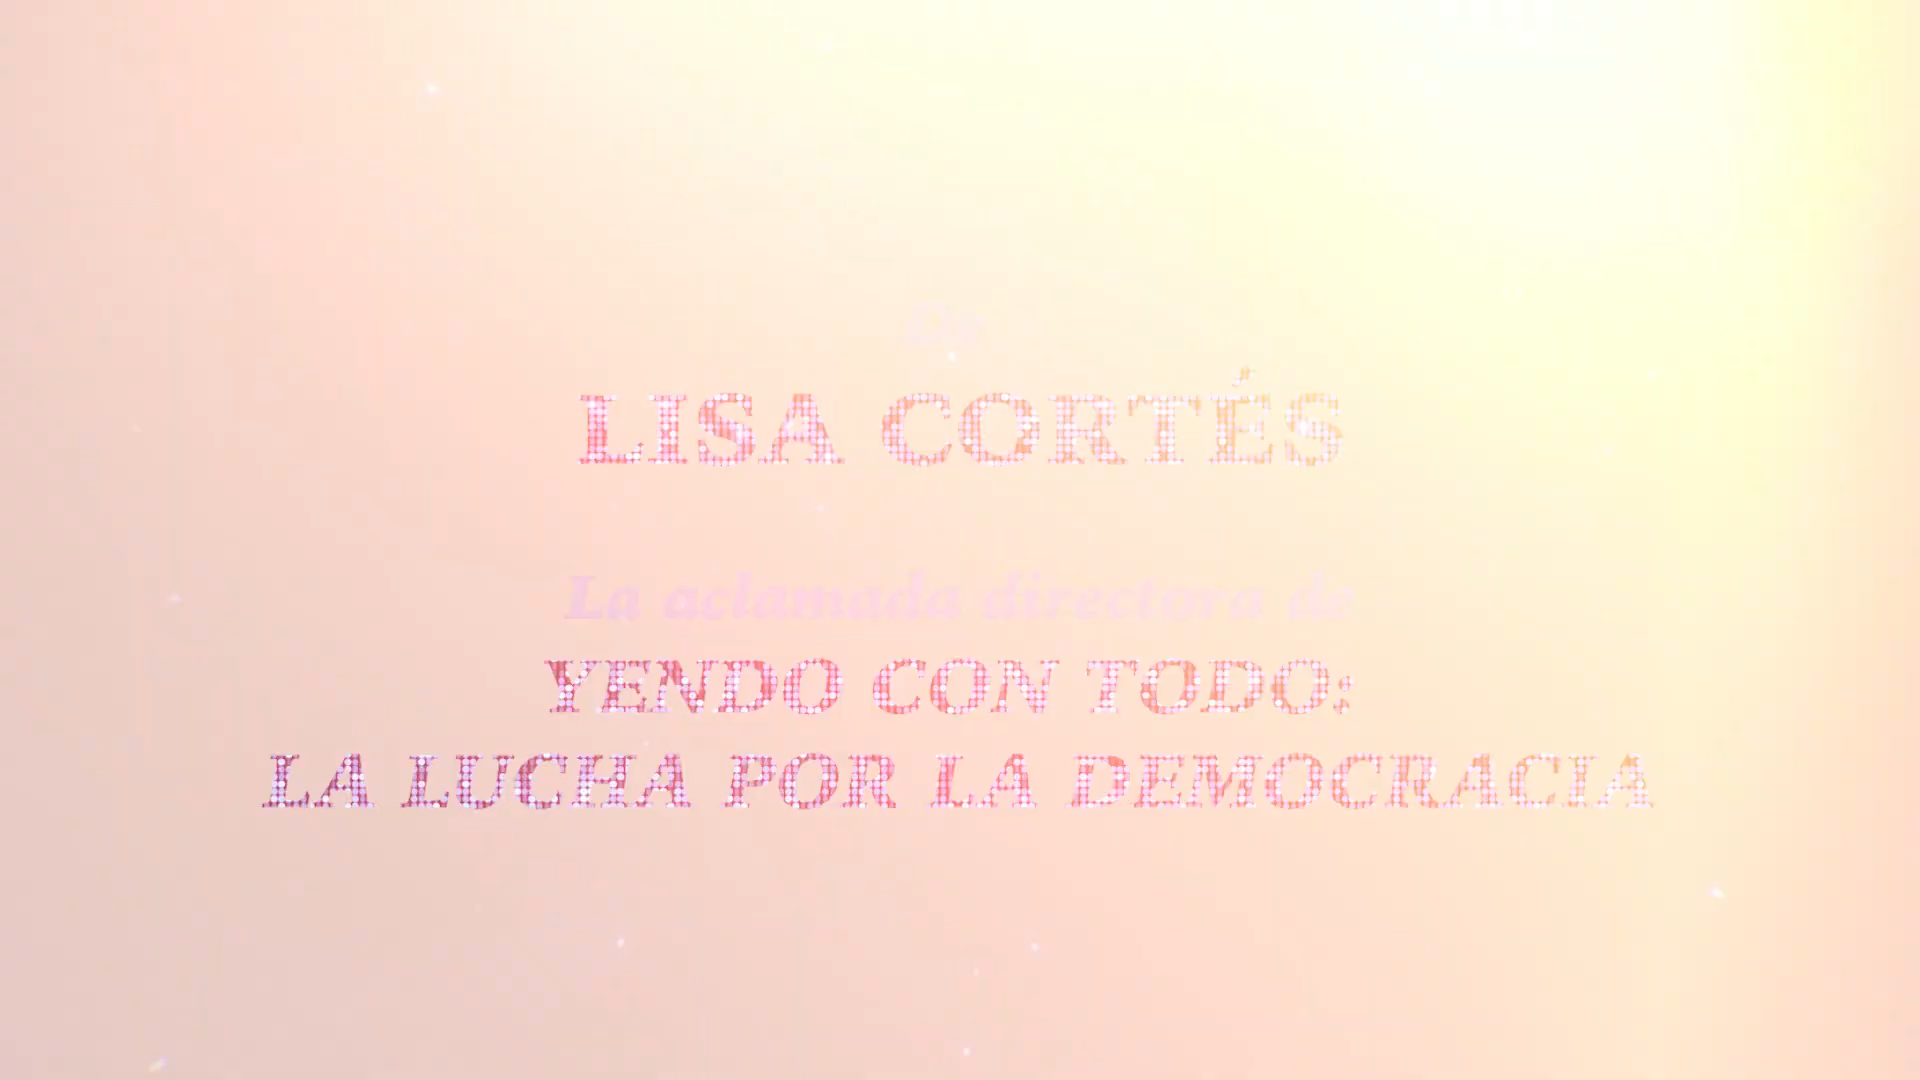 De
LISA CORTÉS
La aclamada directora de
YENDO CON TODO:
LA LUCHA POR LA DEMOCRACIA